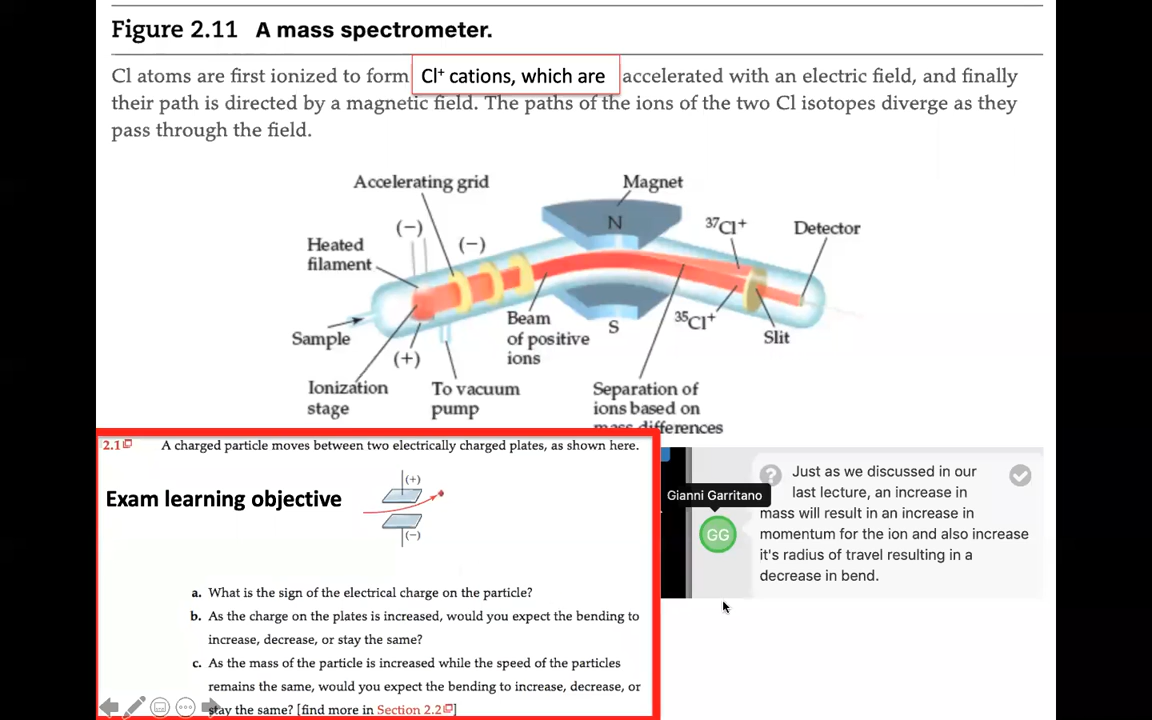 Figure 2.11 A mass spectrometer.
Cl atoms are first ionized to form Cl⁺ cations, which are accelerated with an electric field, and finally
their path is directed by a magnetic field. The paths of the ions of the two Cl isotopes diverge as they
pass through the field.
Accelerating grid
Magnet
(−)
N
³⁷Cl⁺
Detector
Heated
filament
(−)
Sample
Beam
of positive
ions
S
³⁵Cl⁺
Slit
(+)
Ionization
stage
To vacuum
pump
Separation of
ions based on
mass differences
2.1 A charged particle moves between two electrically charged plates, as shown here.
Exam learning objective
(+)
(−)
a. What is the sign of the electrical charge on the particle?
b. As the charge on the plates is increased, would you expect the bending to
increase, decrease, or stay the same?
c. As the mass of the particle is increased while the speed of the particles
remains the same, would you expect the bending to increase, decrease, or
stay the same? [find more in Section 2.2]
Gianni Garritano
GG
? Just as we discussed in our
last lecture, an increase in
mass will result in an increase in
momentum for the ion and also increase
it's radius of travel resulting in a
decrease in bend.